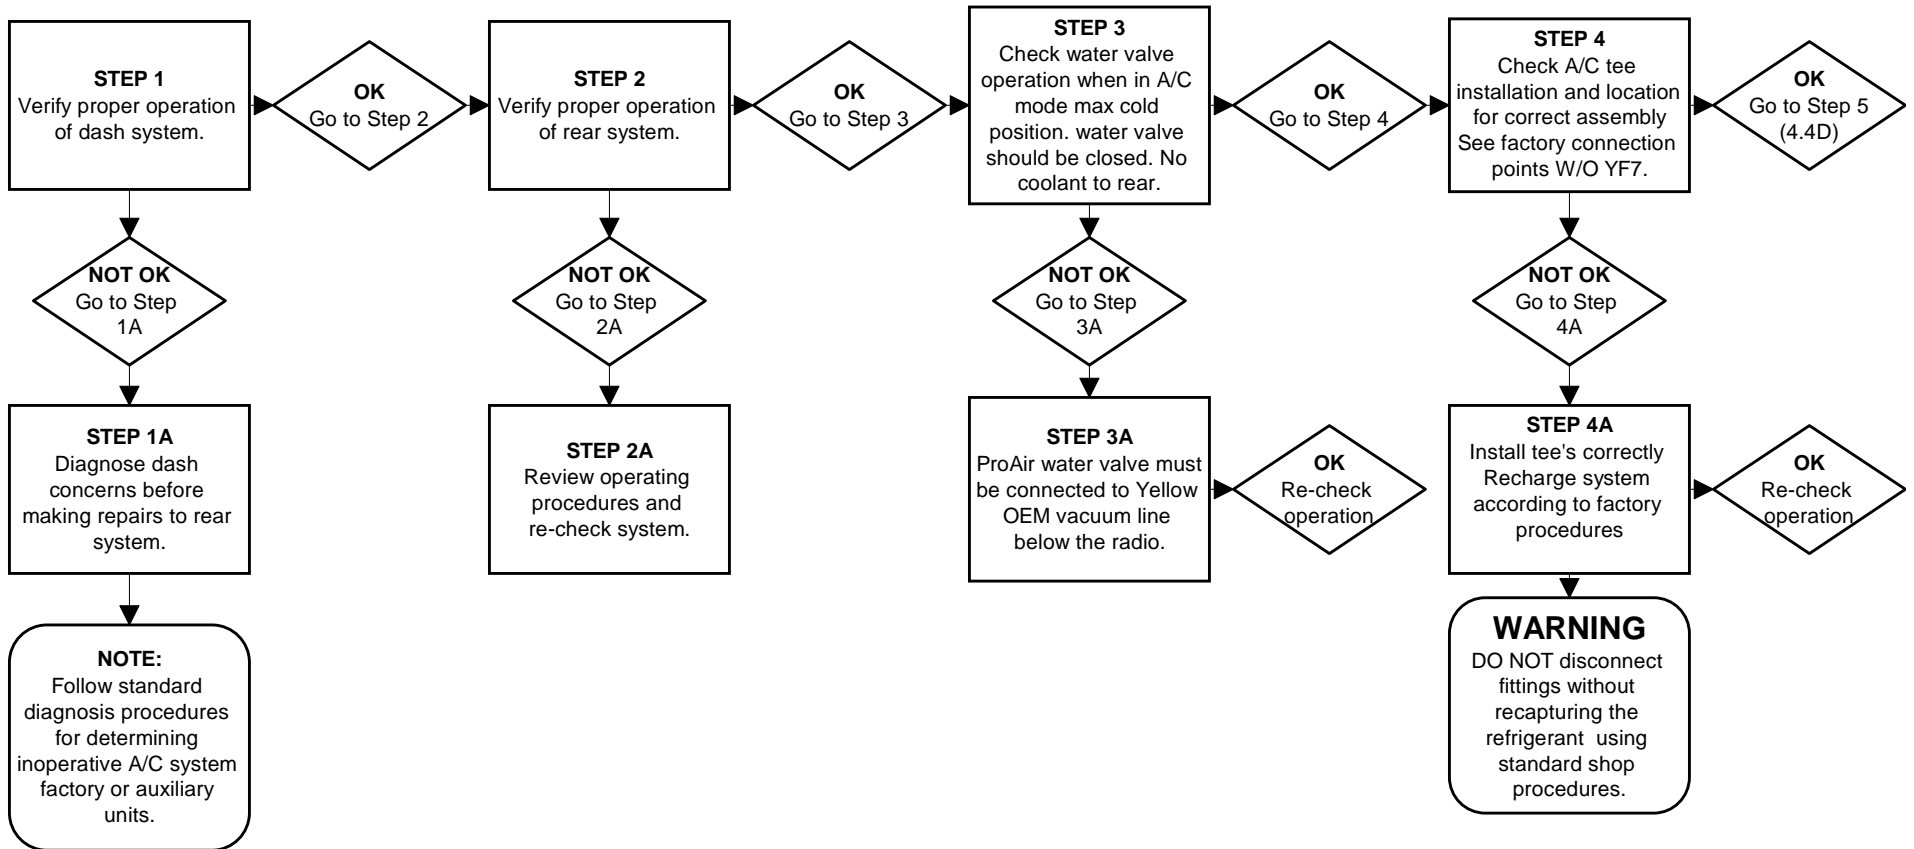 STEP 1
Verify proper operation
of dash system.
OK
Go to Step 2
STEP 2
Verify proper operation
of rear system.
OK
Go to Step 3
STEP 3
Check water valve
operation when in A/C
mode max cold
position. water valve
should be closed. No
coolant to rear.
OK
Go to Step 4
STEP 4
Check A/C tee
installation and location
for correct assembly
See factory connection
points W/O YF7.
OK
Go to Step 5
(4.4D)
NOT OK
Go to Step
1A
NOT OK
Go to Step
2A
NOT OK
Go to Step
3A
NOT OK
Go to Step
4A
STEP 1A
Diagnose dash
concerns before
making repairs to rear
system.
STEP 2A
Review operating
procedures and
re-check system.
STEP 3A
ProAir water valve must
be connected to Yellow
OEM vacuum line
below the radio.
OK
Re-check
operation
STEP 4A
Install tee's correctly
Recharge system
according to factory
procedures
OK
Re-check
operation
NOTE:
Follow standard
diagnosis procedures
for determining
inoperative A/C system
factory or auxiliary
units.
WARNING
DO NOT disconnect
fittings without
recapturing the
refrigerant using
standard shop
procedures.